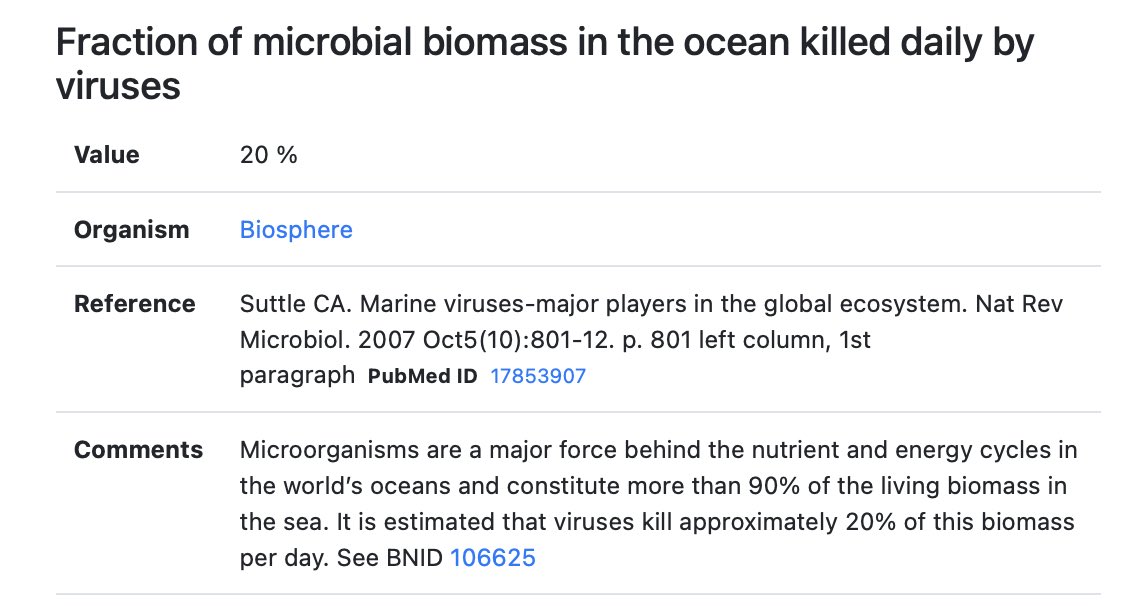 Fraction of microbial biomass in the ocean killed daily by
viruses
Value 20 %
Organism Biosphere
Reference Suttle CA. Marine viruses-major players in the global ecosystem. Nat Rev
Microbiol. 2007 Oct5(10):801-12. p. 801 left column, 1st
paragraph PubMed ID 17853907
Comments Microorganisms are a major force behind the nutrient and energy cycles in
the world’s oceans and constitute more than 90% of the living biomass in
the sea. It is estimated that viruses kill approximately 20% of this biomass
per day. See BNID 106625